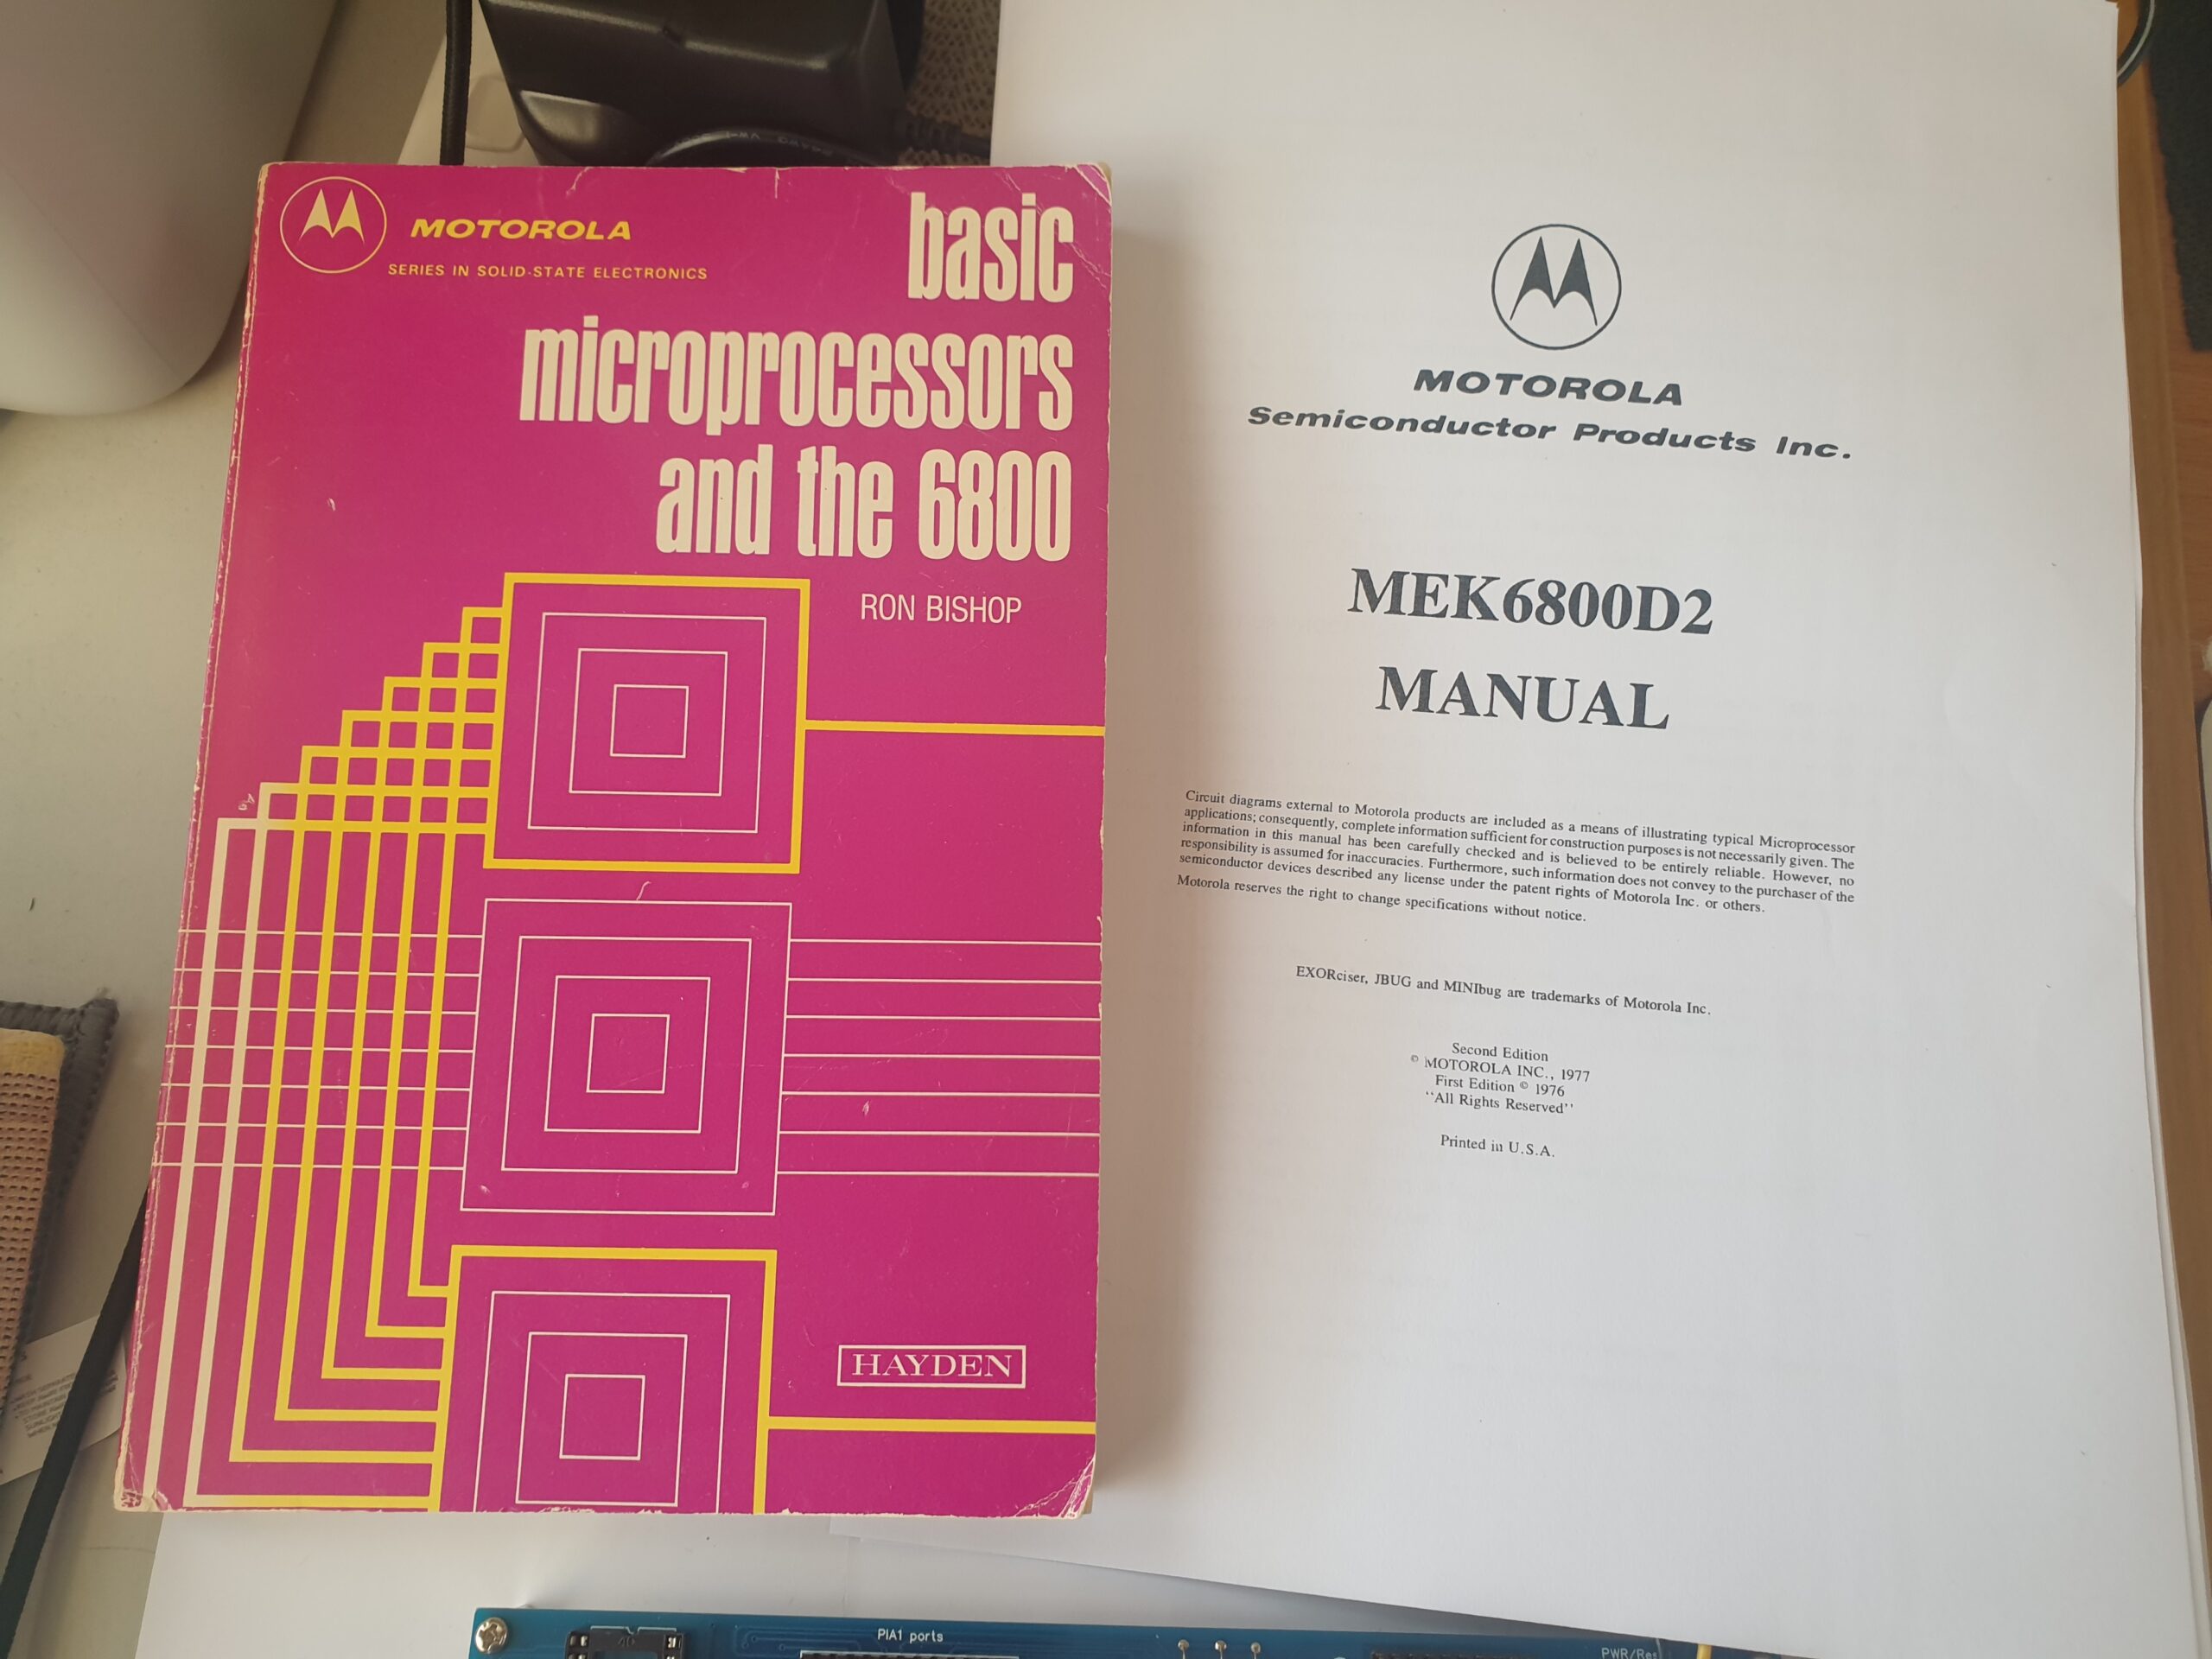 MOTOROLA
SERIES IN SOLID-STATE ELECTRONICS
basic
microprocessors
and the 6800
RON BISHOP
HAYDEN
MOTOROLA
Semiconductor Products Inc.
MEK6800D2
MANUAL
Circuit diagrams external to Motorola products are included as a means of illustrating typical Microprocessor
applications; consequently, complete information sufficient for construction purposes is not necessarily given. The
information in this manual has been carefully checked and is believed to be entirely reliable. However, no
responsibility is assumed for inaccuracies. Furthermore, such information does not convey to the purchaser of the
semiconductor devices described any license under the patent rights of Motorola Inc. or others.
Motorola reserves the right to change specifications without notice.
EXORciser, JBUG and MINIbug are trademarks of Motorola Inc.
Second Edition
© MOTOROLA INC., 1977
First Edition © 1976
"All Rights Reserved"
Printed in U.S.A.
PIA1 ports
PWR/Res